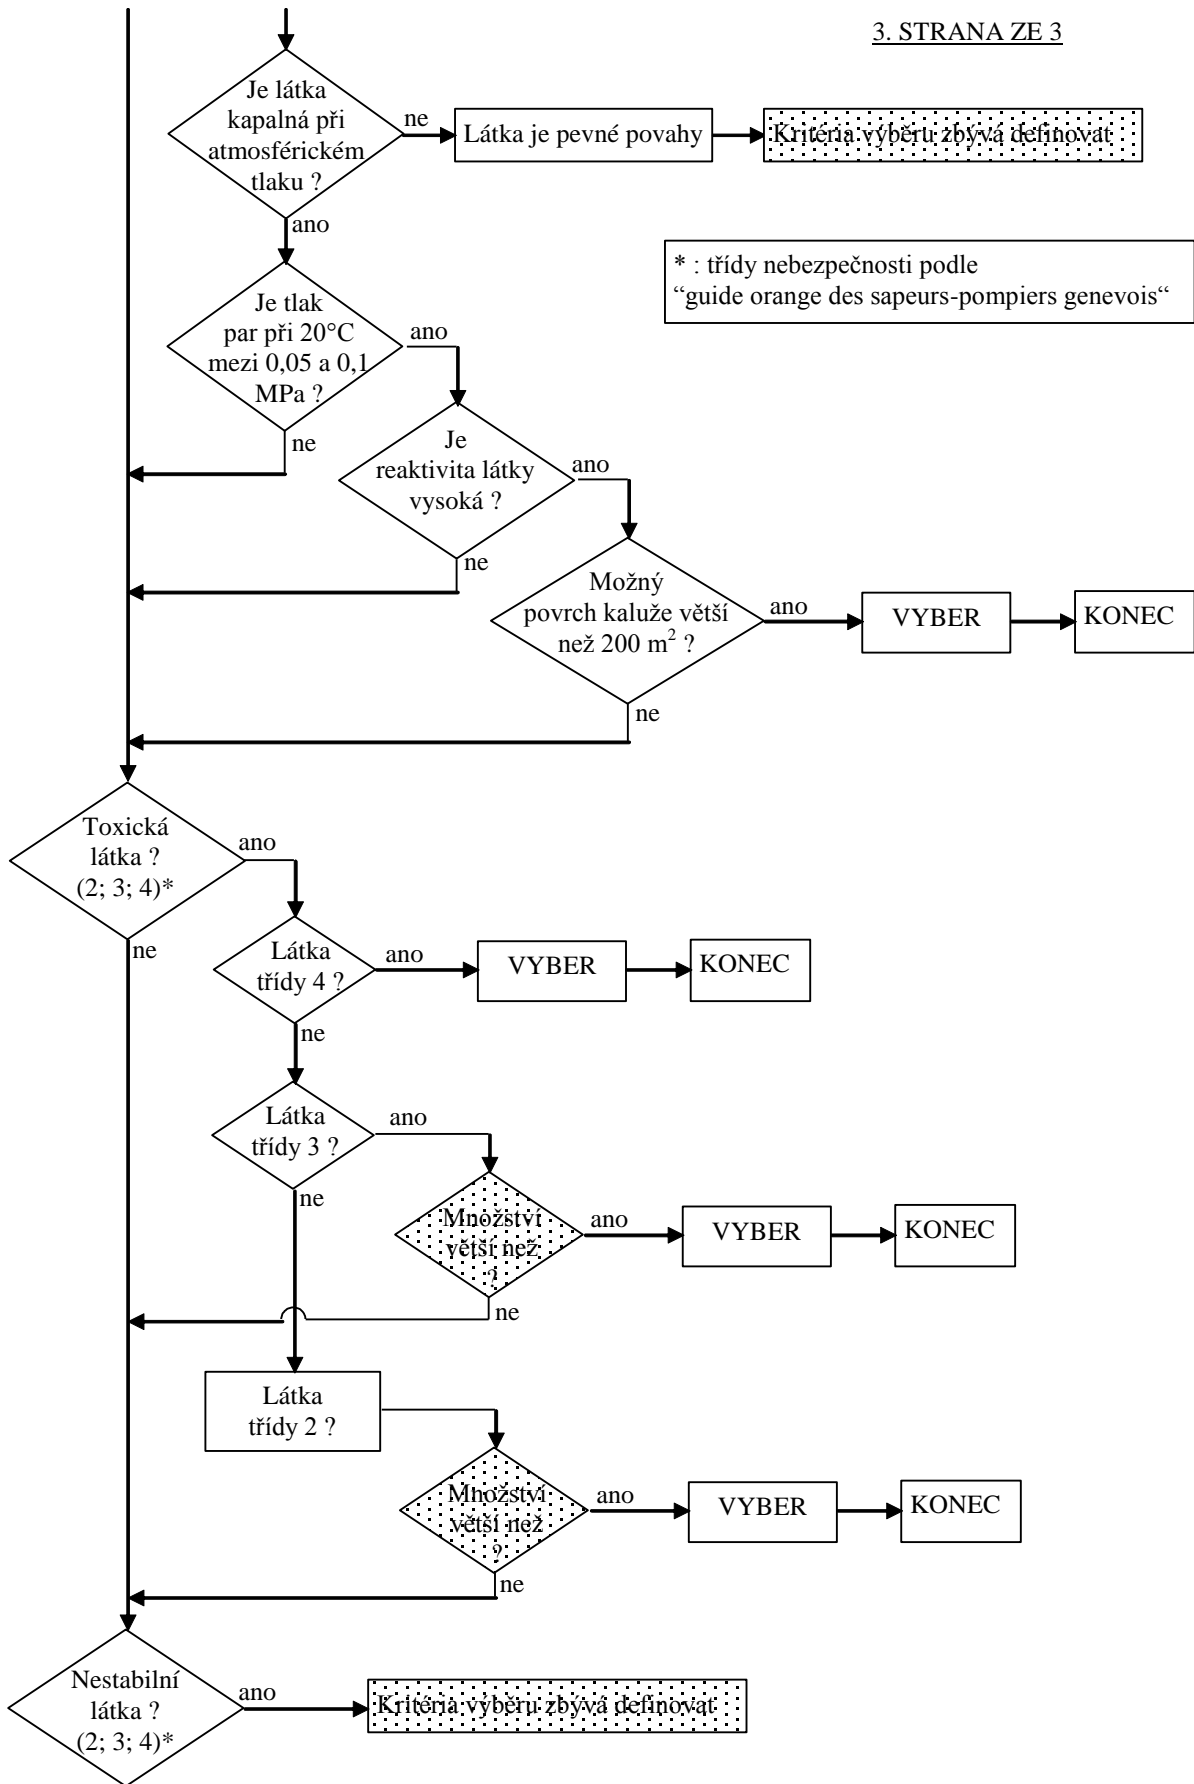 3. STRANA ZE 3
Je látka
kapalná při
atmosférickém
tlaku ?
ne
Látka je pevné povahy
Kritéria výběru zbývá definovat
ano
* : třídy nebezpečnosti podle
“guide orange des sapeurs-pompiers genevois“
Je tlak
par při 20°C
mezi 0,05 a 0,1
MPa ?
ano
ne
Je
reaktivita látky
vysoká ?
ano
ne
Možný
povrch kaluže větší
než 200 m² ?
ano
VYBER
KONEC
ne
Toxická
látka ?
(2; 3; 4)*
ano
ne
Látka
třídy 4 ?
ano
VYBER
KONEC
ne
Látka
třídy 3 ?
ano
ne
Množství
větší než
?
ano
VYBER
KONEC
ne
Látka
třídy 2 ?
Množství
větší než
?
ano
VYBER
KONEC
ne
Nestabilní
látka ?
(2; 3; 4)*
ano
Kritéria výběru zbývá definovat